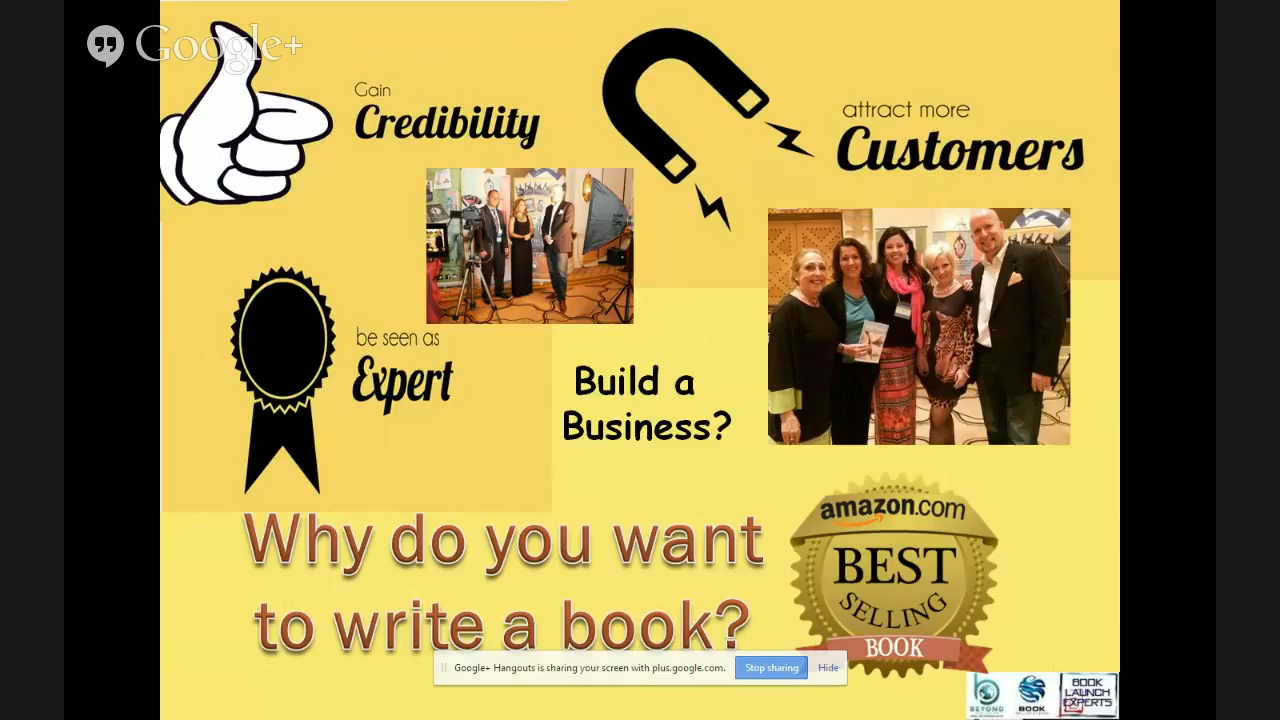 Google+
Gain
Credibility
attract more
Customers
be seen as
Expert
Build a
Business?
Why do you want
to write a book?
amazon.com
BEST
SELLING
BOOK
Google+ Hangouts is sharing your screen with plus.google.com.
Stop sharing
Hide
BEYOND
BOOK
BOOK
LAUNCH
EXPERTS